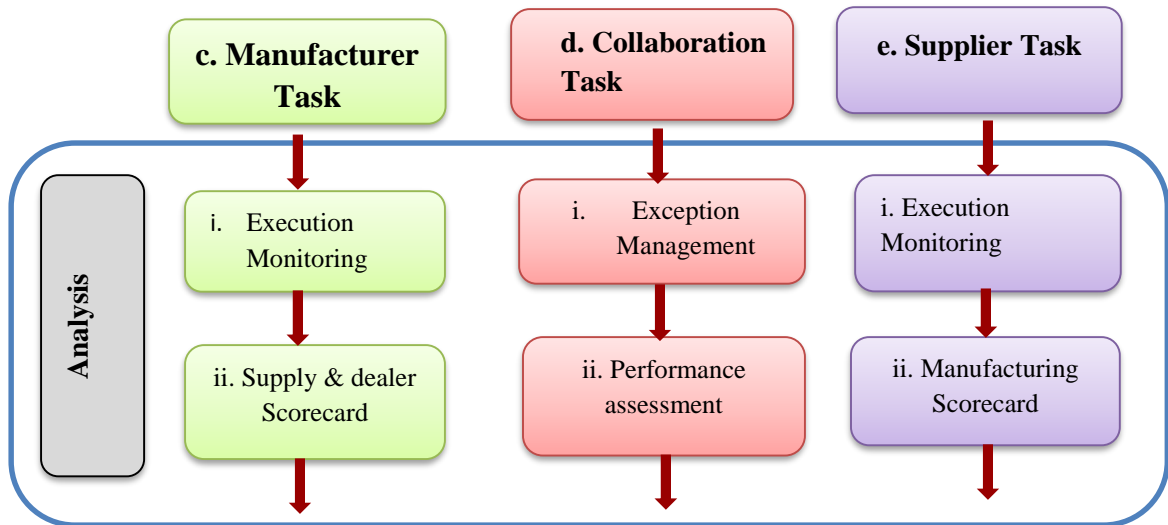 c. Manufacturer
Task
d. Collaboration
Task
e. Supplier Task
Analysis
i. Execution
Monitoring
i. Exception
Management
i. Execution
Monitoring
ii. Supply & dealer
Scorecard
ii. Performance
assessment
ii. Manufacturing
Scorecard